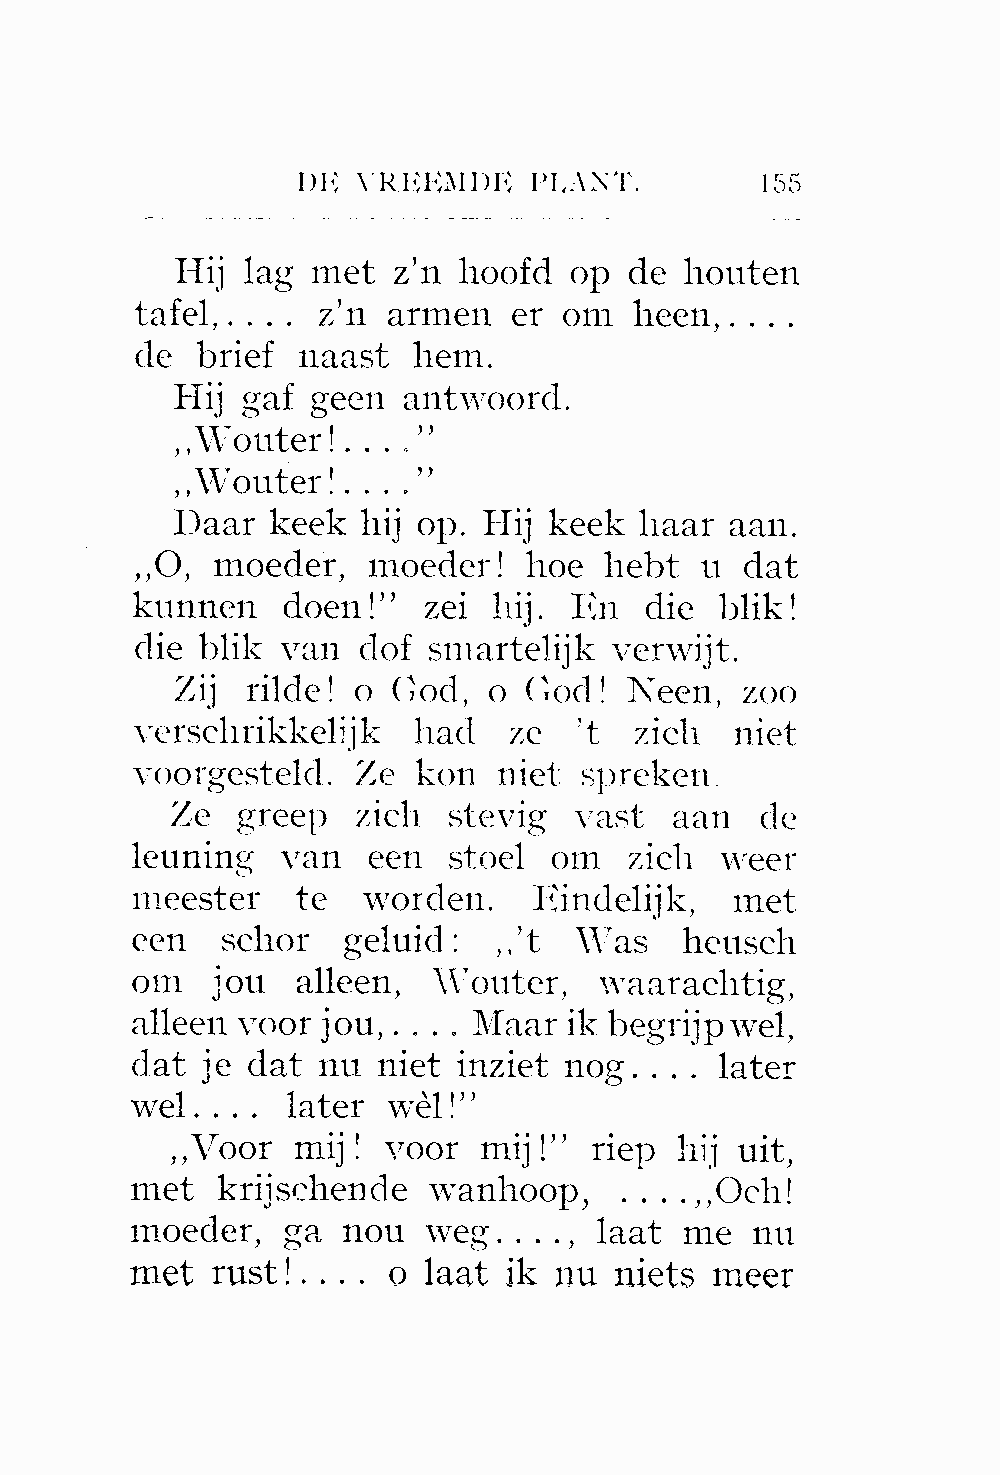 DE VREEMDE PLANT. 155
Hij lag met z'n hoofd op de houten
tafel,.... z'n armen er om heen,....
de brief naast hem.
Hij gaf geen antwoord.
,,Wouter!...."
,,Wouter!...."
Daar keek hij op. Hij keek haar aan.
,,O, moeder, moeder! hoe hebt u dat
kunnen doen!" zei hij. En die blik!
die blik van dof smartelijk verwijt.
Zij rilde! o God, o God! Neen, zoo
verschrikkelijk had ze 't zich niet
voorgesteld. Ze kon niet spreken.
Ze greep zich stevig vast aan de
leuning van een stoel om zich weer
meester te worden. Eindelijk, met
een schor geluid: ,,'t Was heusch
om jou alleen, Wouter, waarachtig,
alleen voor jou,.... Maar ik begrijp wel,
dat je dat nu niet inziet nog.... later
wel.... later wèl!"
,,Voor mij! voor mij!" riep hij uit,
met krijschende wanhoop, ....,,Och!
moeder, ga nou weg...., laat me nu
met rust!.... o laat ik nu niets meer